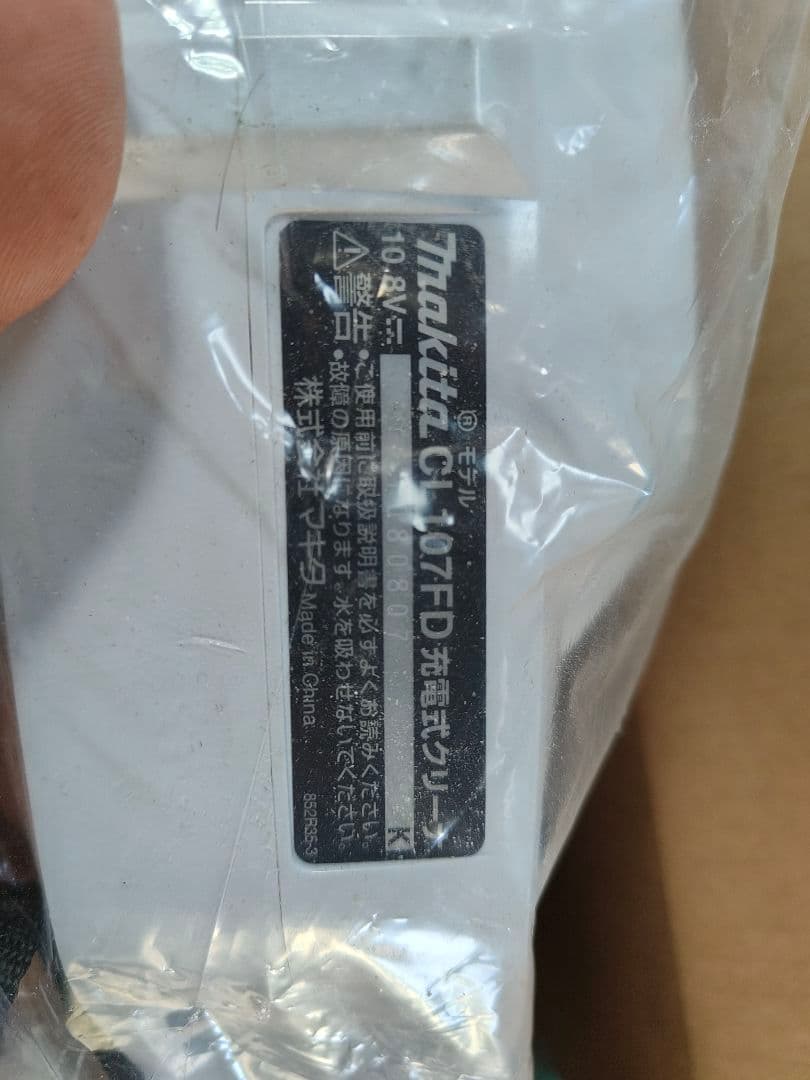 モデル
makita CL107FD 充電式クリーナ
10.8V 80807 K
警告 •ご使用前に取扱説明書を必ずよくお読みください。
•故障の原因になります。水を吸わせないでください。
株式会社マキタ Made in China 852R35-3